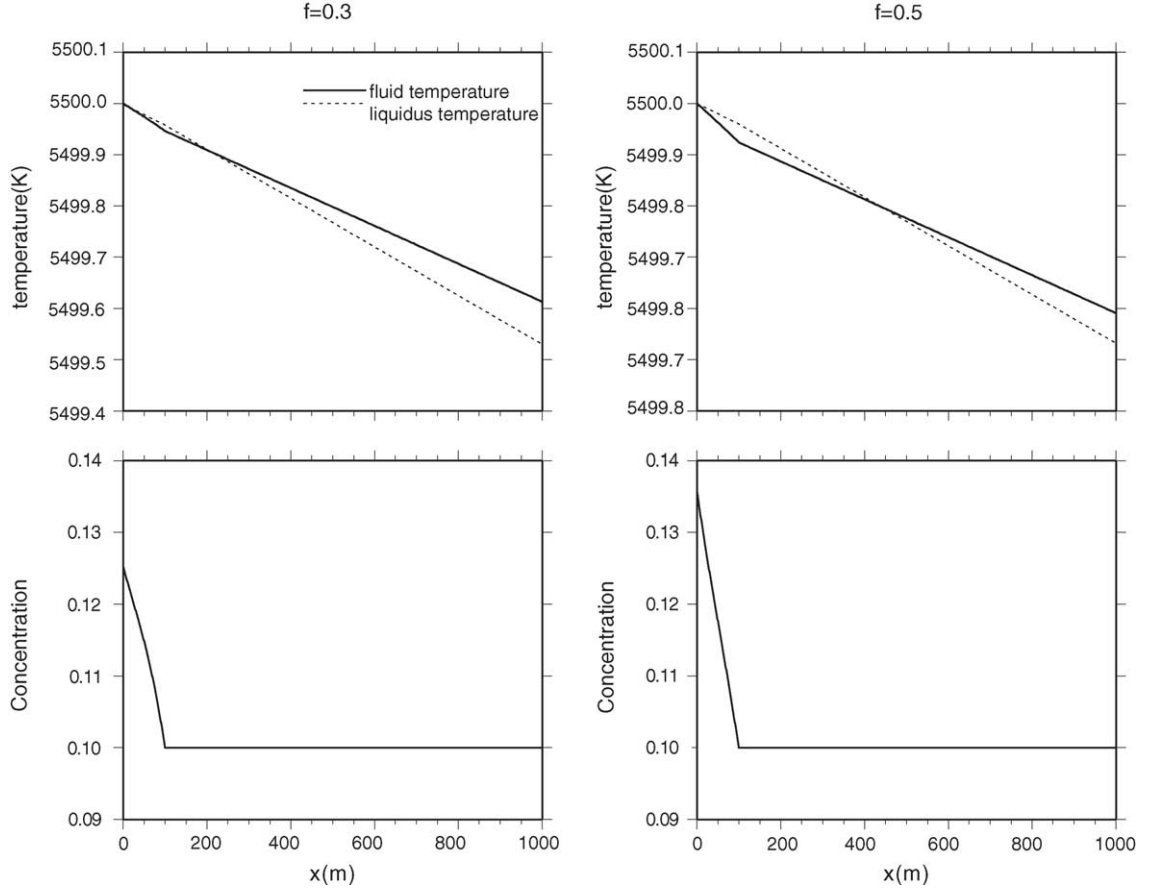 f=0.3
5500.1
5500.0
5499.9
5499.8
5499.7
5499.6
5499.5
5499.4
temperature(K)
fluid temperature
liquidus temperature
f=0.5
5500.1
5500.0
5499.9
5499.8
5499.7
5499.6
5499.8
5499.7
5499.8
temperature(K)
0.14
0.13
0.12
0.11
0.10
0.09
Concentration
0 200 400 600 800 1000
x(m)
0.14
0.13
0.12
0.11
0.10
0.09
Concentration
0 200 400 600 800 1000
x(m)